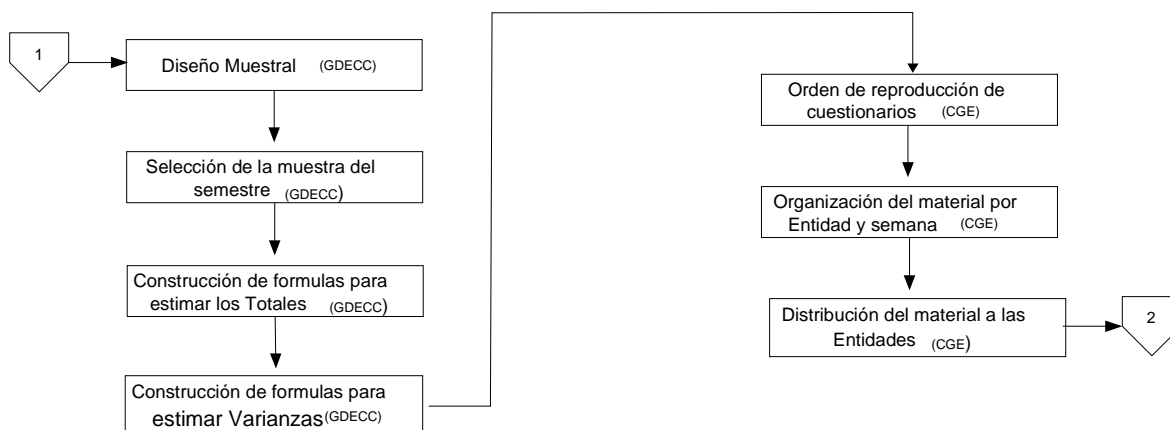 1
Diseño Muestral (GDECC)
Selección de la muestra del
semestre (GDECC)
Construcción de formulas para
estimar los Totales (GDECC)
Construcción de formulas para
estimar Varianzas(GDECC)
Orden de reproducción de
cuestionarios (CGE)
Organización del material por
Entidad y semana (CGE)
Distribución del material a las
Entidades (CGE)
2